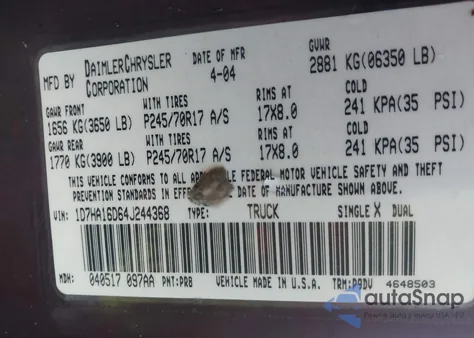 MFD BY DAIMLERCHRYSLER CORPORATION
DATE OF MFR 4-04
GVWR 2881 KG(06350 LB)
GAWR FRONT WITH TIRES RIMS AT COLD
1656 KG(3650 LB) P245/70R17 A/S 17X8.0 241 KPA(35 PSI)
GAWR REAR WITH TIRES RIMS AT COLD
1770 KG(3900 LB) P245/70R17 A/S 17X8.0 241 KPA(35 PSI)
THIS VEHICLE CONFORMS TO ALL FEDERAL MOTOR VEHICLE SAFETY AND THEFT
PREVENTION STANDARDS IN DATE OF MANUFACTURE SHOWN ABOVE.
VIN: 1D7HA16D64J244368 TYPE: TRUCK SINGLE X DUAL
MDH: 040517 097AA PNT:PR8 VEHICLE MADE IN U.S.A. TRM:P9DV 4648503
autoSnap